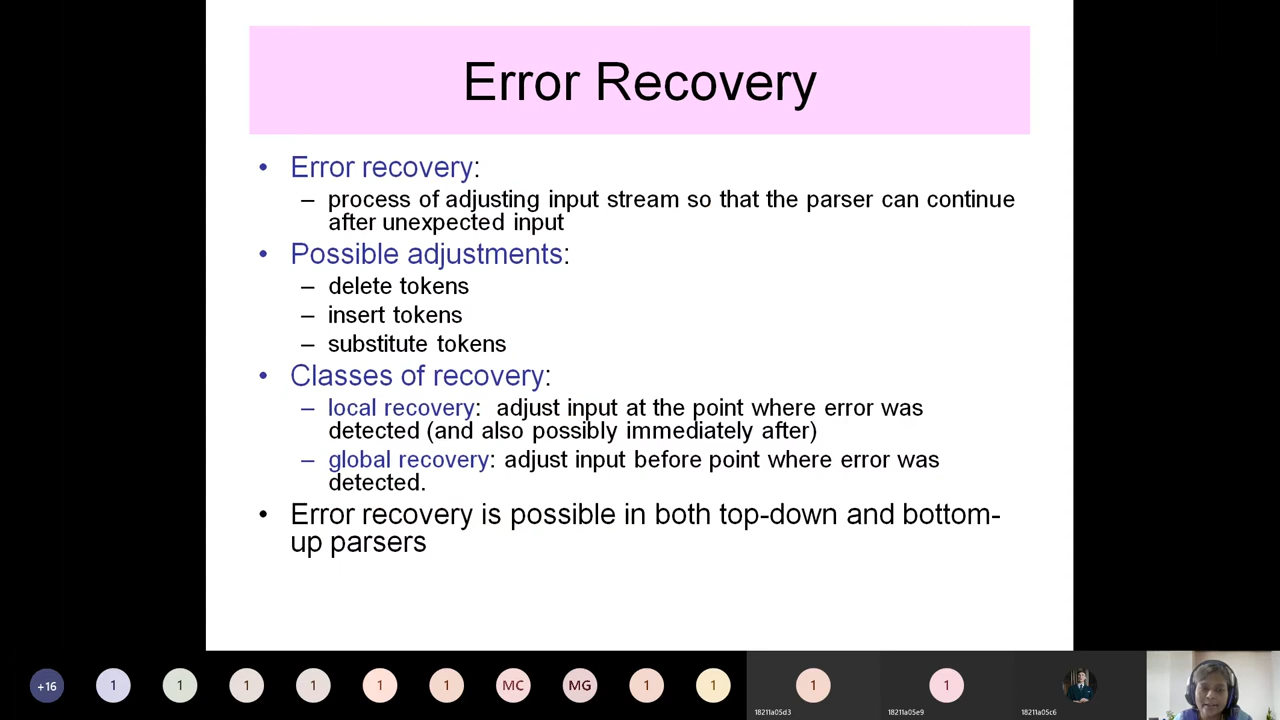 Error Recovery
• Error recovery:
– process of adjusting input stream so that the parser can continue
after unexpected input
• Possible adjustments:
– delete tokens
– insert tokens
– substitute tokens
• Classes of recovery:
– local recovery: adjust input at the point where error was
detected (and also possibly immediately after)
– global recovery: adjust input before point where error was
detected.
• Error recovery is possible in both top-down and bottom-
up parsers
+16 1 1 1 1 1 1 MC MG 1 1 1 1
18211a05d3 18211a05e9 18211a05c6